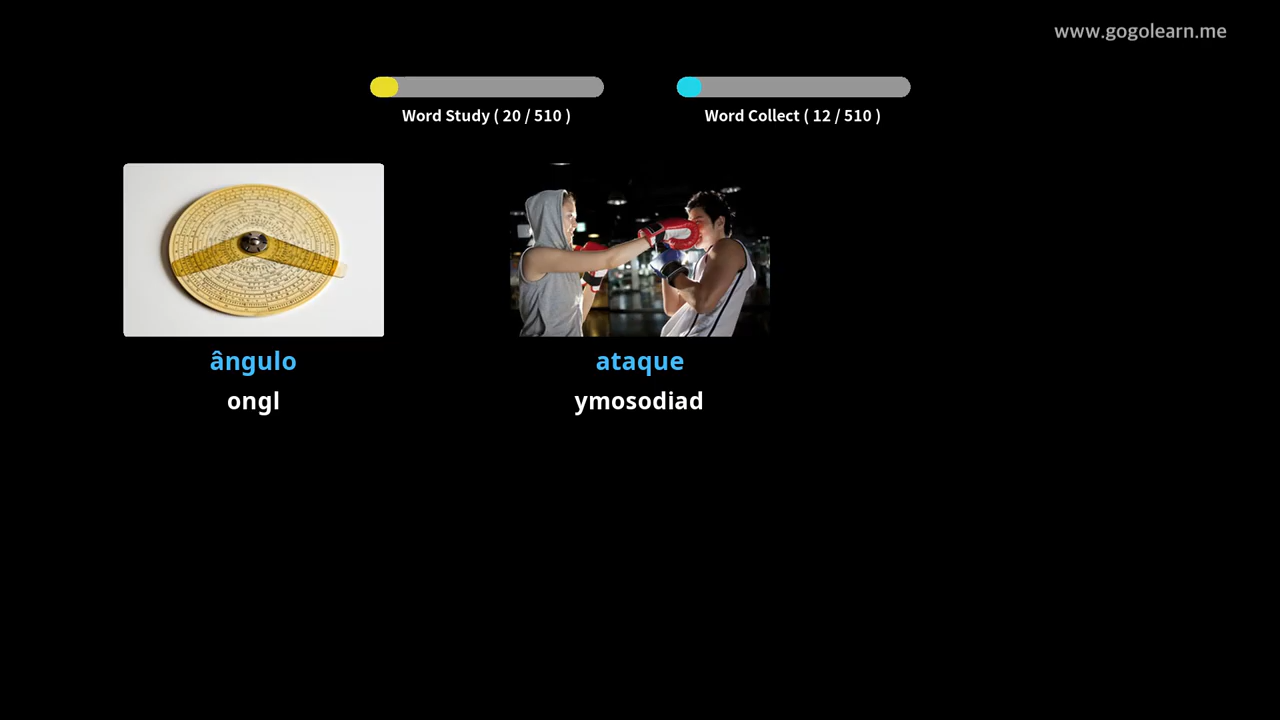 www.gogolearn.me
Word Study ( 20 / 510 )
Word Collect ( 12 / 510 )
ângulo
ongl
ataque
ymosodiad